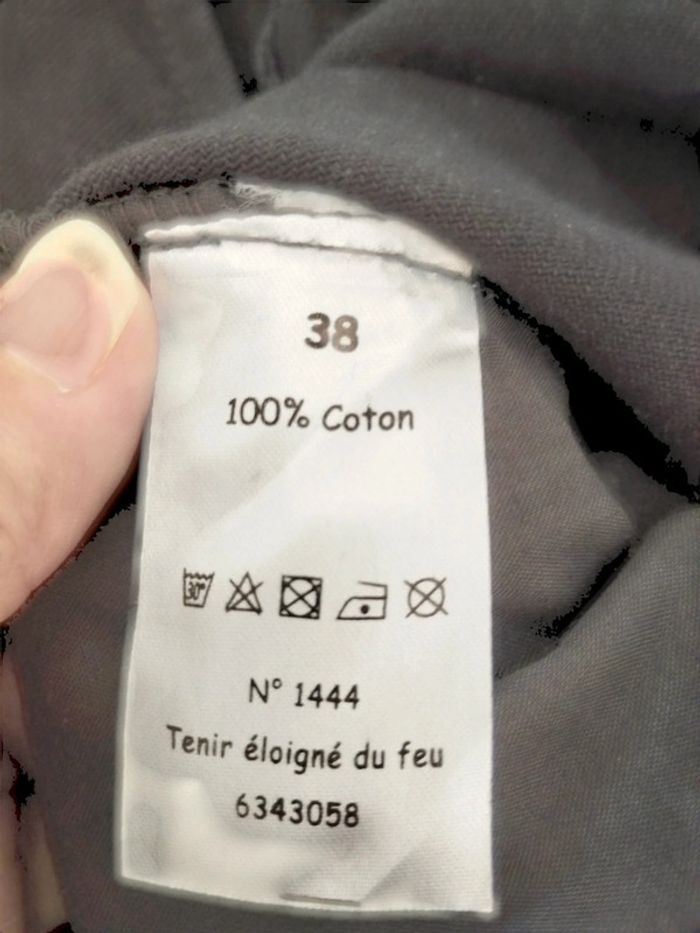 38
100% Coton
30°
N° 1444
Tenir éloigné du feu
6343058